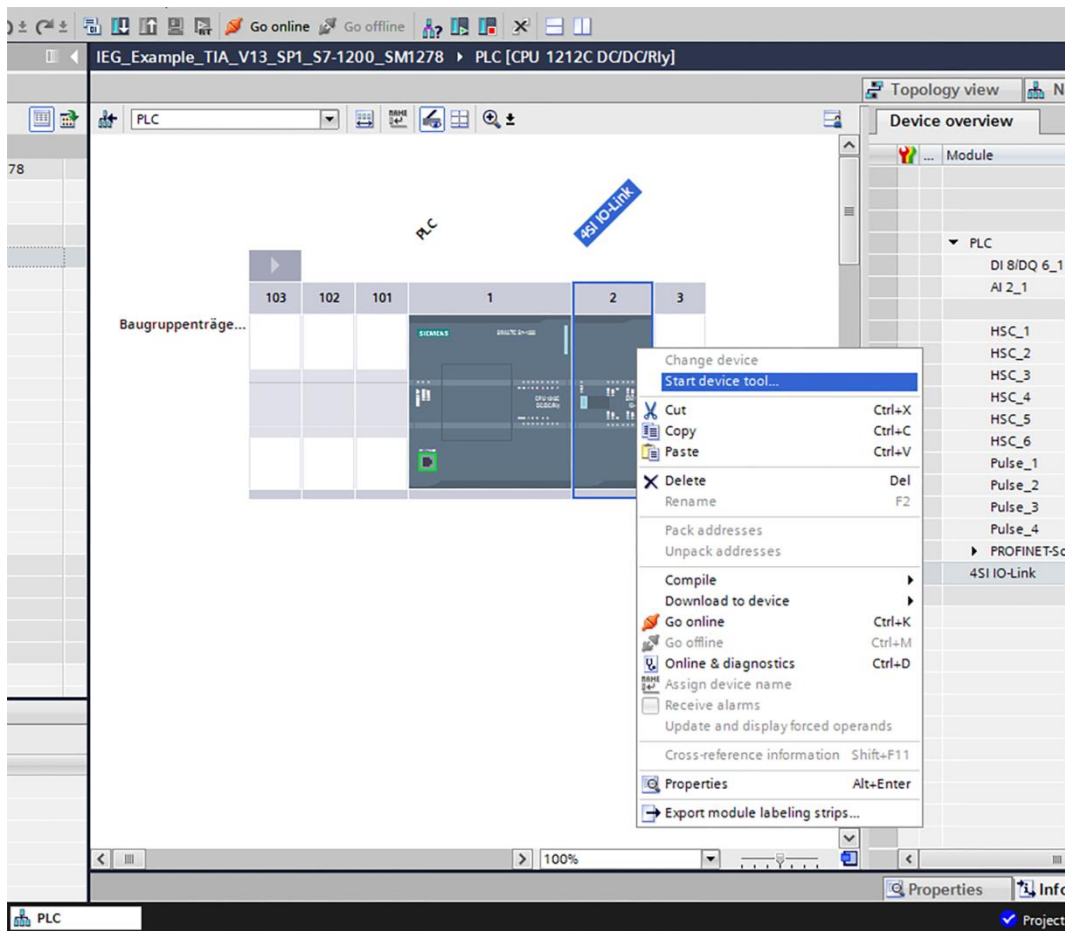 Go online Go offline
IEG_Example_TIA_V13_SP1_S7-1200_SM1278 PLC [CPU 1212C DC/DC/Rly]
Topology view N
PLC
Device overview
... Module
78
PLC
4SI IO-Link
103 102 101 1 2 3
Baugruppenträge...
SIEMENS
PLC
DI 8/DQ 6_1
AI 2_1
HSC_1
HSC_2
HSC_3
HSC_4
HSC_5
HSC_6
Pulse_1
Pulse_2
Pulse_3
Pulse_4
PROFINET-Sc
4SI IO-Link
Change device
Start device tool...
Cut Ctrl+X
Copy Ctrl+C
Paste Ctrl+V
Delete Del
Rename F2
Pack addresses
Unpack addresses
Compile
Download to device
Go online Ctrl+K
Go offline Ctrl+M
Online & diagnostics Ctrl+D
Assign device name
Receive alarms
Update and display forced operands
Cross-reference information Shift+F11
Properties Alt+Enter
Export module labeling strips...
100%
Properties Info
PLC
Project